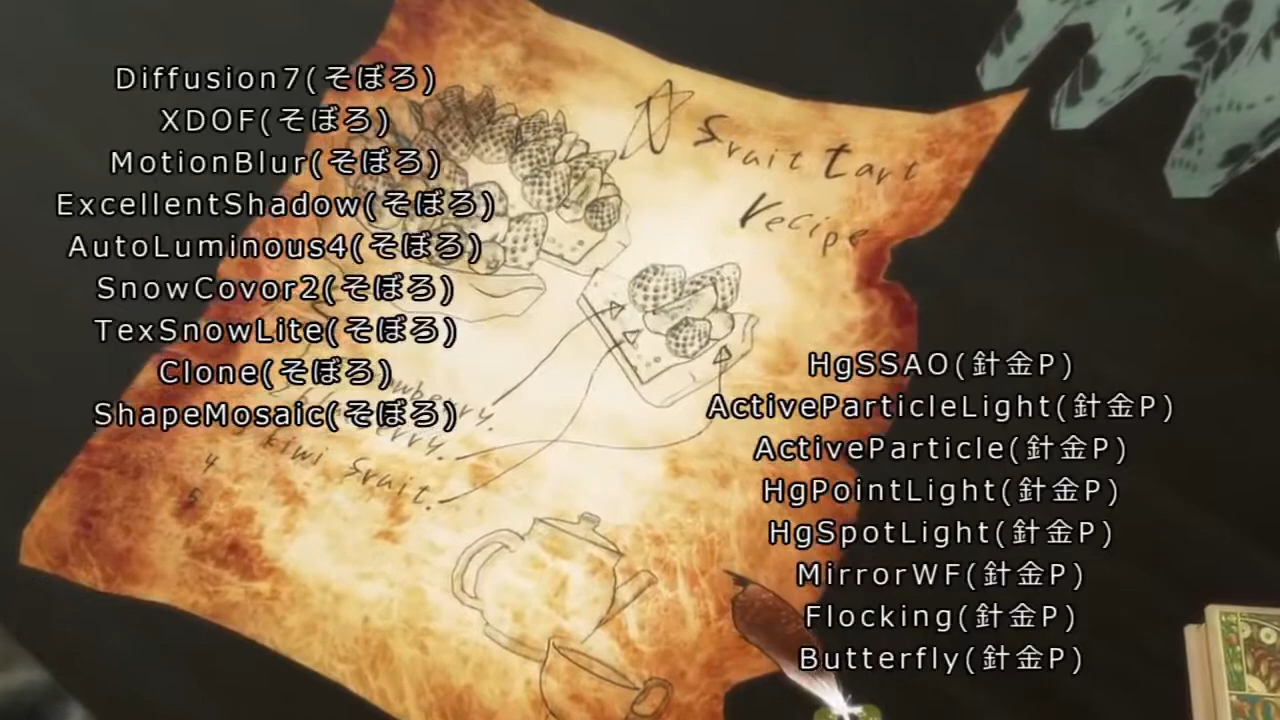 Diffusion7(そぼろ)
XDOF(そぼろ)
MotionBlur(そぼろ)
ExcellentShadow(そぼろ)
AutoLuminous4(そぼろ)
SnowCovor2(そぼろ)
TexSnowLite(そぼろ)
Clone(そぼろ)
ShapeMosaic(そぼろ)
HgSSAO(針金P)
ActiveParticleLight(針金P)
ActiveParticle(針金P)
HgPointLight(針金P)
HgSpotLight(針金P)
MirrorWF(針金P)
Flocking(針金P)
Butterfly(針金P)
fruit tart
recipe
kiwi fruit.
4
5